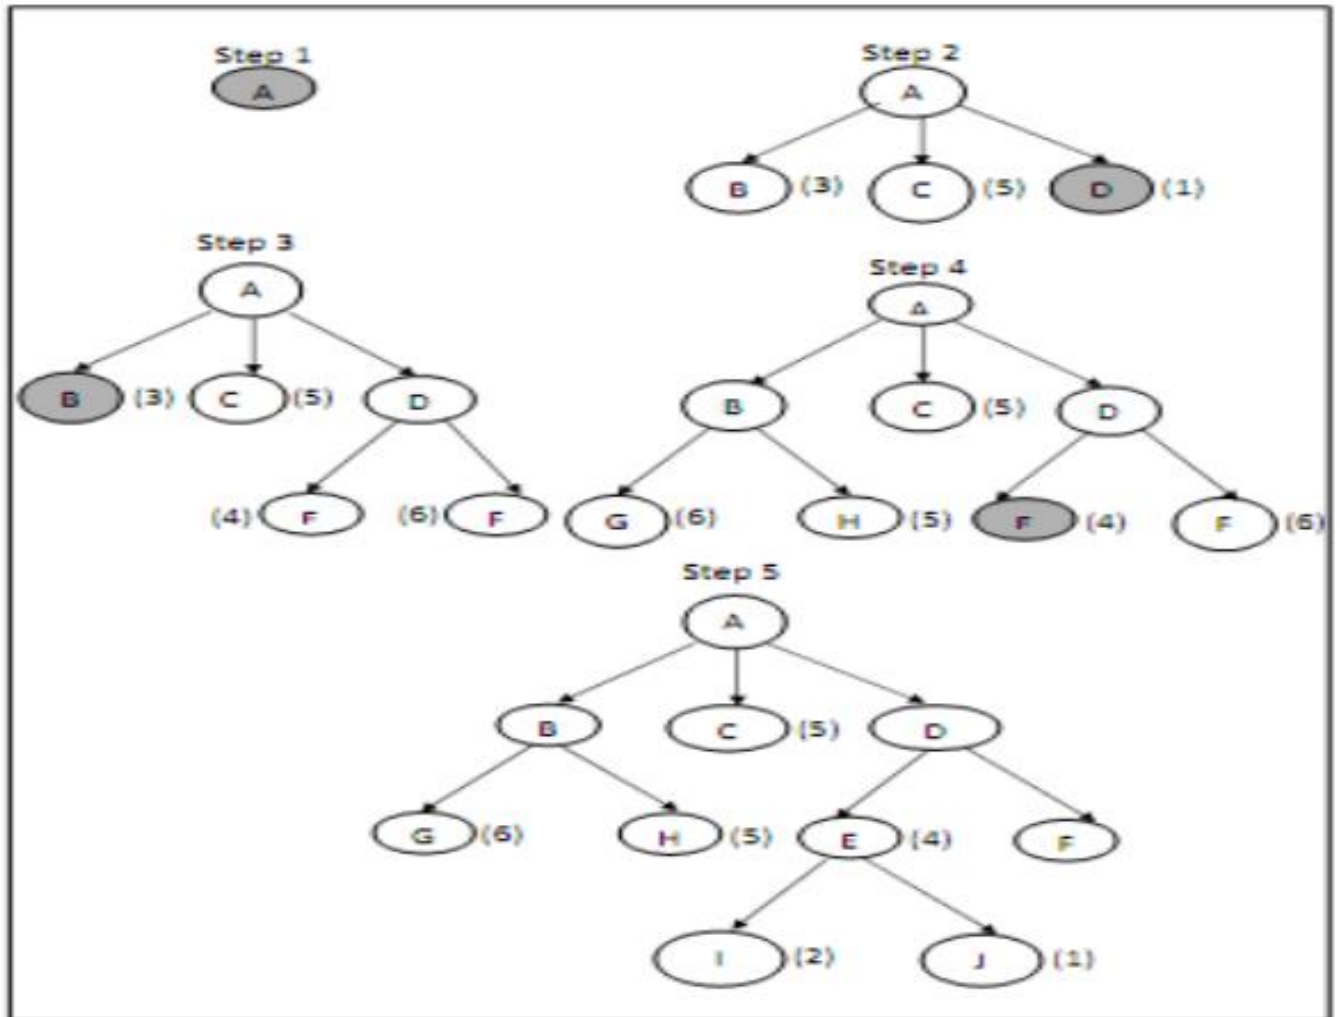 Step 1
A
Step 2
A
B (3) C (5) D (1)
Step 3
A
B (3) C (5) D
(4) F (6) F
Step 4
A
B C (5) D
G (6) H (5) F (4) F (6)
Step 5
A
B C (5) D
G (6) H (5) E (4) F
I (2) J (1)